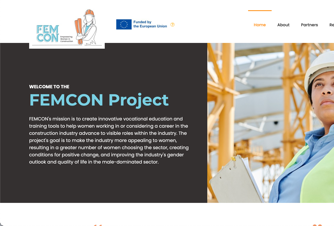 FEM
CON
Funded by
the European Union
Home
About
Partners
WELCOME TO THE
FEMCON Project
FEMCON's mission is to create innovative vocational education and
training tools to help women working in or considering a career in the
construction industry advance to visible roles within the industry. The
project's goal is to make the industry more appealing to women,
resulting in a greater number of women choosing the sector, creating
conditions for positive change, and improving the industry's gender
outlook and quality of life in the male-dominated sector.